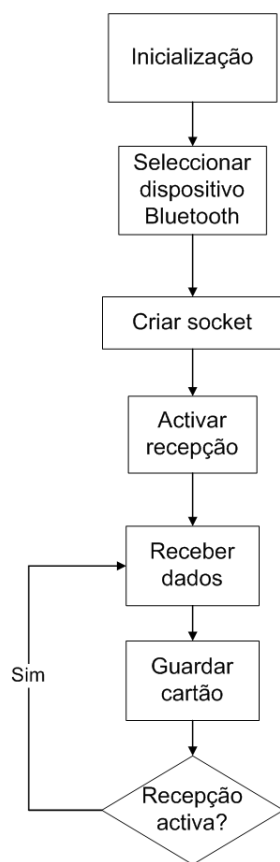 Inicialização
Seleccionar
dispositivo
Bluetooth
Criar socket
Activar
recepção
Receber
dados
Guardar
cartão
Sim
Recepção
activa?